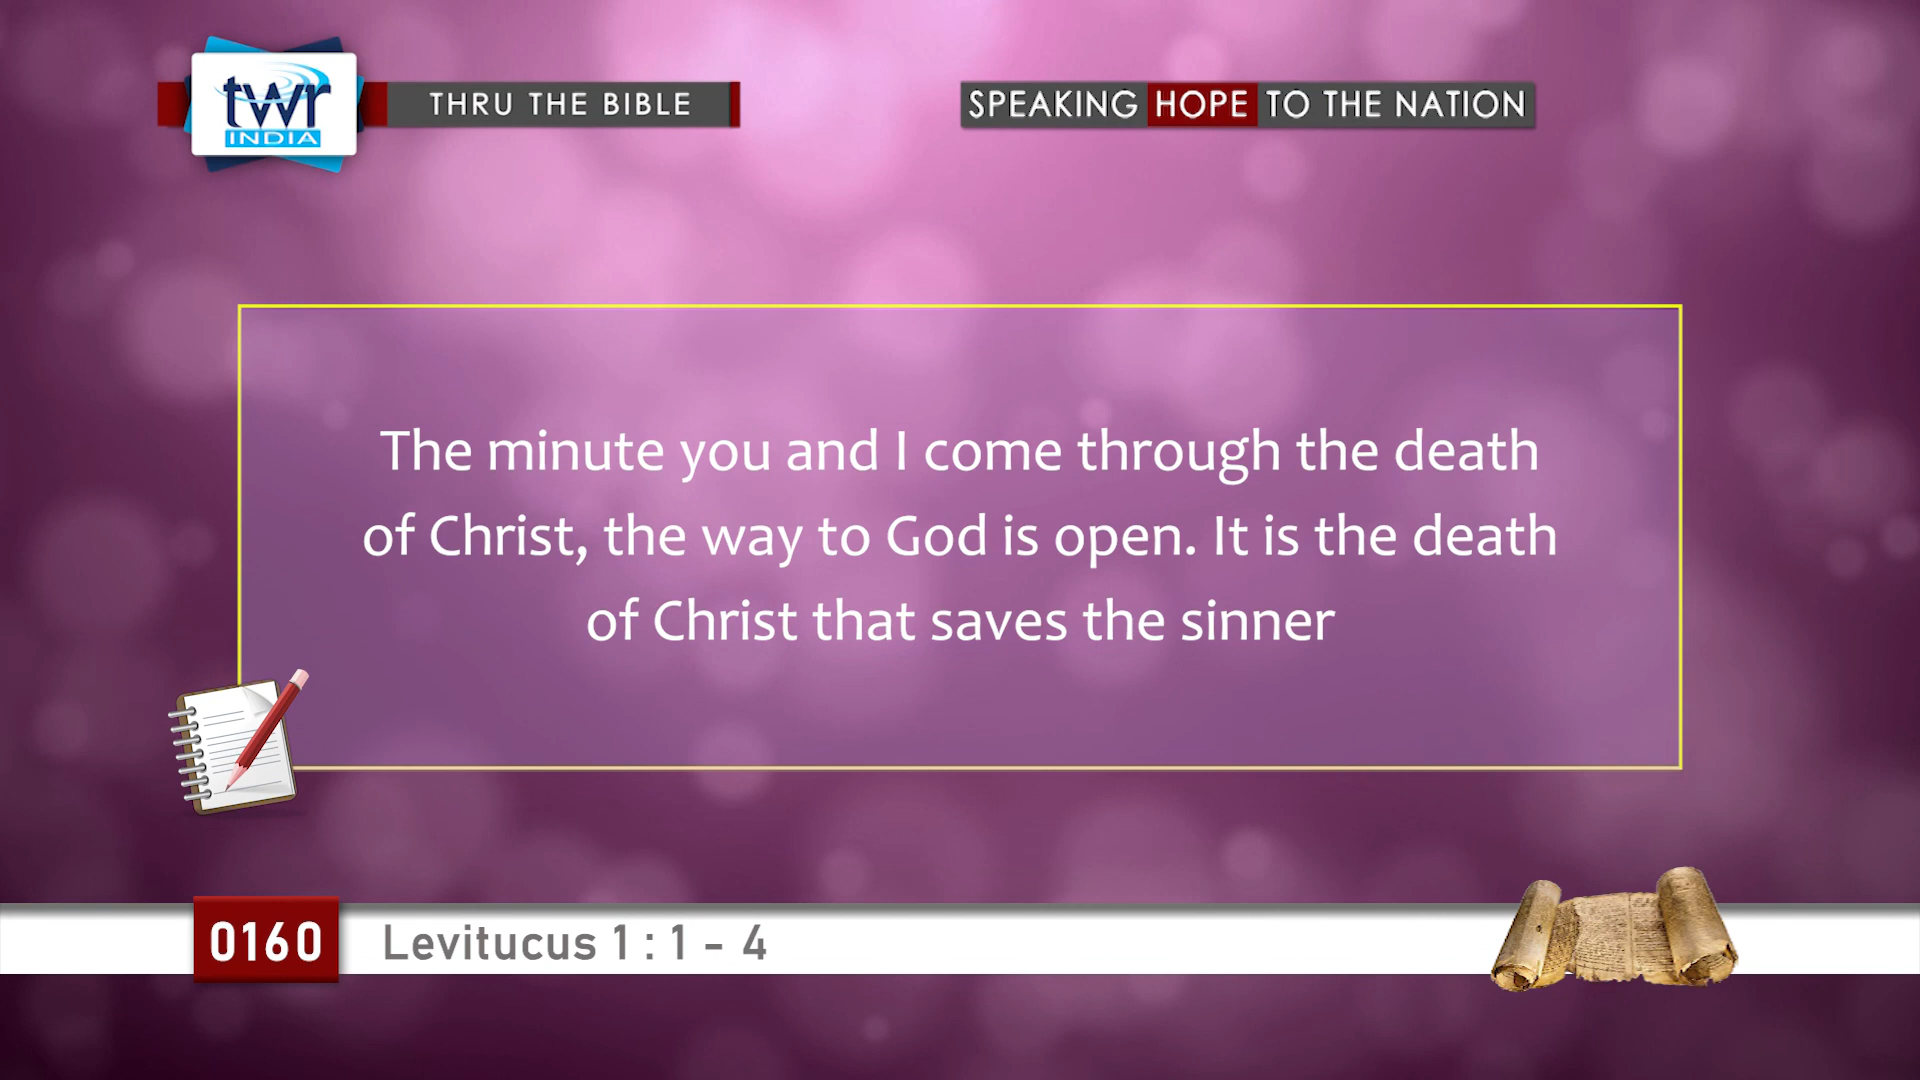 twr
INDIA
THRU THE BIBLE
SPEAKING HOPE TO THE NATION
The minute you and I come through the death
of Christ, the way to God is open. It is the death
of Christ that saves the sinner
0160
Levitucus 1 : 1 - 4